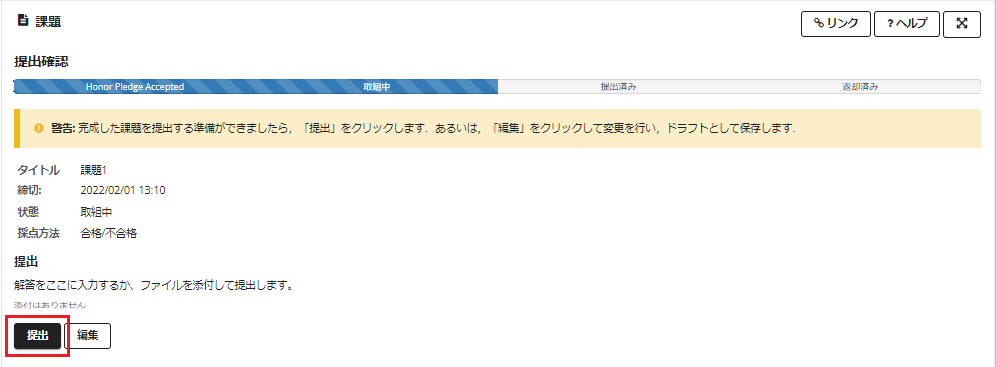 課題
リンク
? ヘルプ
提出確認
Honor Pledge Accepted 取組中 提出済み 返却済み
警告: 完成した課題を提出する準備ができましたら，「提出」をクリックします．あるいは，「編集」をクリックして変更を行い，ドラフトとして保存します．
タイトル 課題1
締切: 2022/02/01 13:10
状態 取組中
採点方法 合格/不合格
提出
解答をここに入力するか、ファイルを添付して提出します。
添付はありません
提出 編集